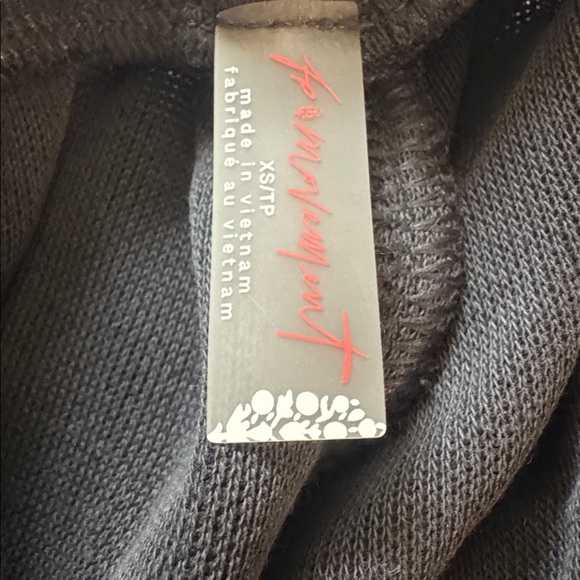 fp movement
XS/TP
made in vietnam
fabriqué au vietnam